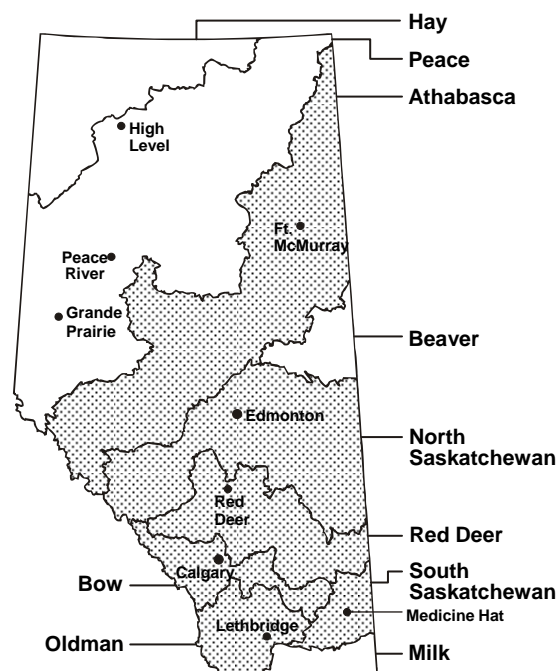 Hay
Peace
Athabasca
High
Level
Ft.
McMurray
Peace
River
Grande
Prairie
Beaver
Edmonton
North
Saskatchewan
Red
Deer
Red Deer
Calgary
South
Saskatchewan
Bow
Medicine Hat
Lethbridge
Oldman
Milk